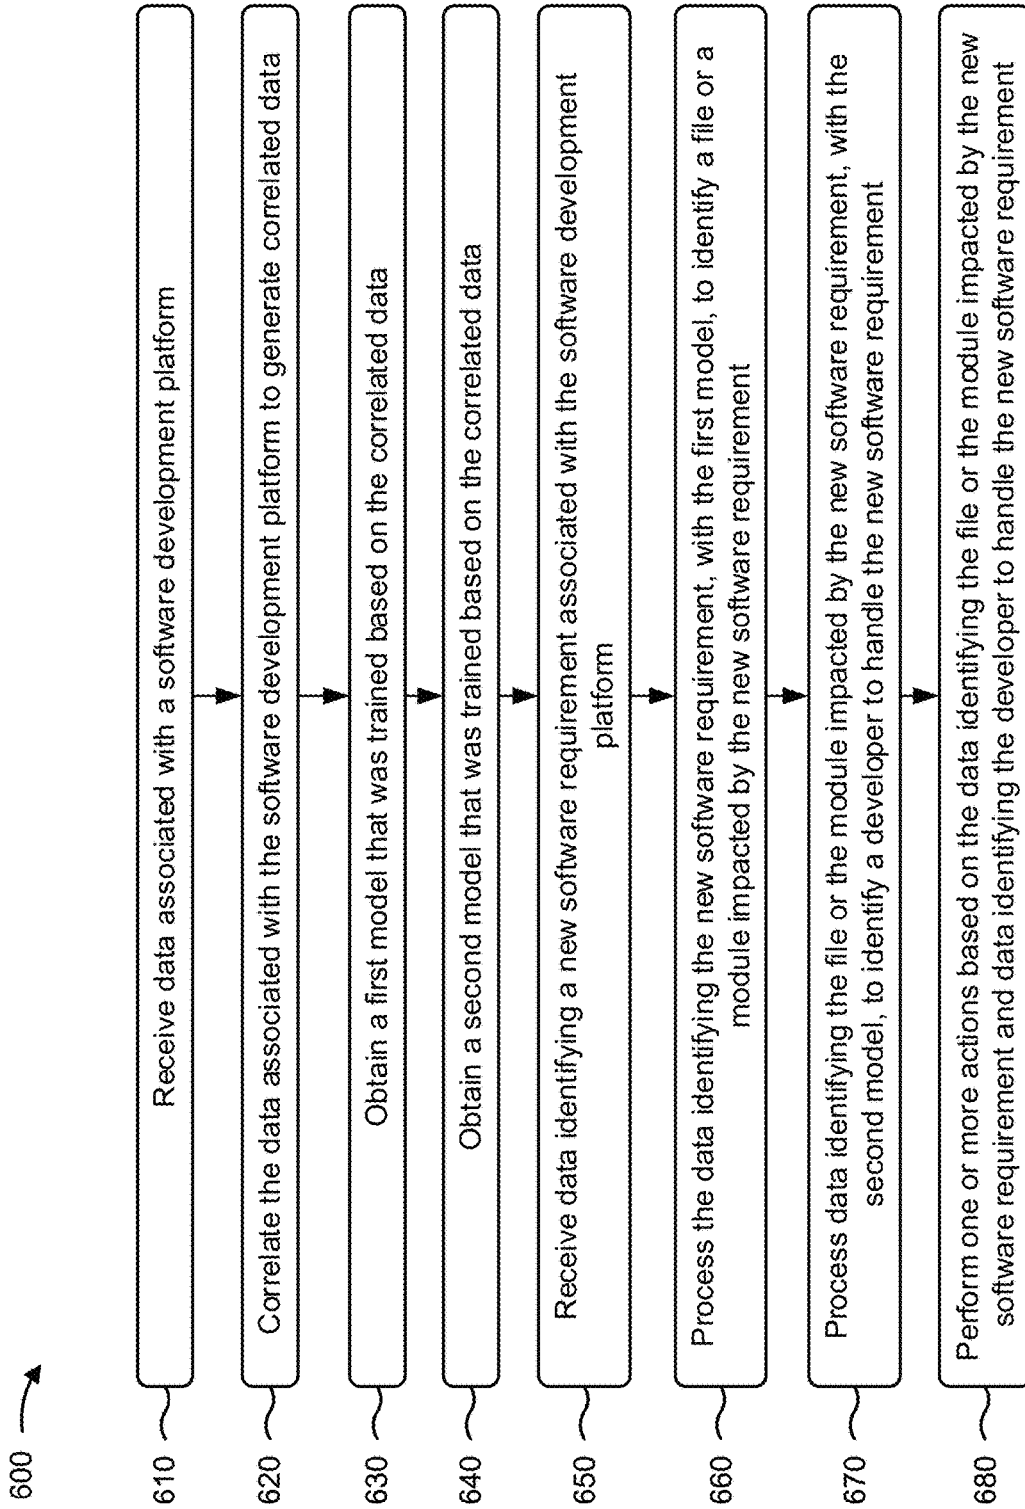 600
610
Receive data associated with a software development platform
620
Correlate the data associated with the software development platform to generate correlated data
630
Obtain a first model that was trained based on the correlated data
640
Obtain a second model that was trained based on the correlated data
650
Receive data identifying a new software requirement associated with the software development
platform
660
Process the data identifying the new software requirement, with the first model, to identify a file or a
module impacted by the new software requirement
670
Process data identifying the file or the module impacted by the new software requirement, with the
second model, to identify a developer to handle the new software requirement
680
Perform one or more actions based on the data identifying the file or the module impacted by the new
software requirement and data identifying the developer to handle the new software requirement